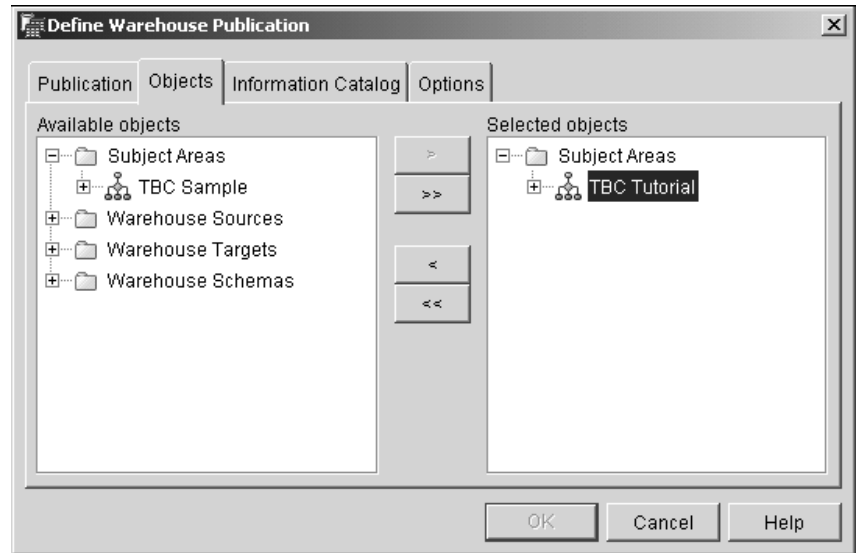 Define Warehouse Publication
Publication Objects Information Catalog Options
Available objects
Subject Areas
TBC Sample
Warehouse Sources
Warehouse Targets
Warehouse Schemas
>
>>
<
<<
Selected objects
Subject Areas
TBC Tutorial
OK Cancel Help